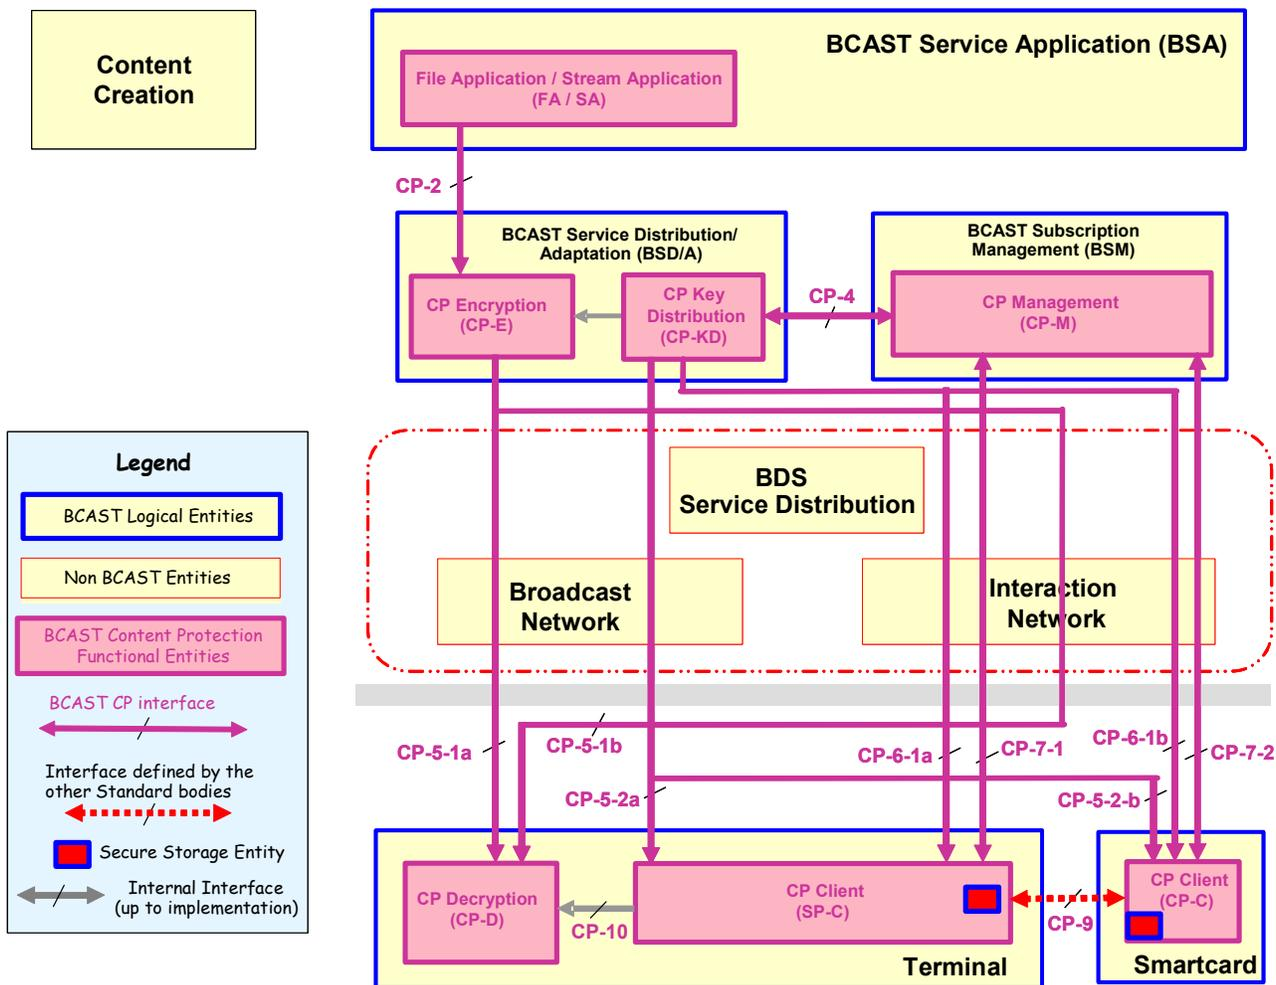 Content
Creation
BCAST Service Application (BSA)
File Application / Stream Application
(FA / SA)
CP-2
BCAST Service Distribution/
Adaptation (BSD/A)
CP Encryption
(CP-E)
CP Key
Distribution
(CP-KD)
CP-4
BCAST Subscription
Management (BSM)
CP Management
(CP-M)
Legend
BCAST Logical Entities
Non BCAST Entities
BCAST Content Protection
Functional Entities
BCAST CP interface
Interface defined by the
other Standard bodies
Secure Storage Entity
Internal Interface
(up to implementation)
BDS
Service Distribution
Broadcast
Network
Interaction
Network
CP-5-1a
CP-5-1b
CP-5-2a
CP-6-1a
CP-7-1
CP-6-1b
CP-7-2
CP-5-2-b
CP Decryption
(CP-D)
CP-10
CP Client
(SP-C)
Terminal
CP-9
CP Client
(CP-C)
Smartcard